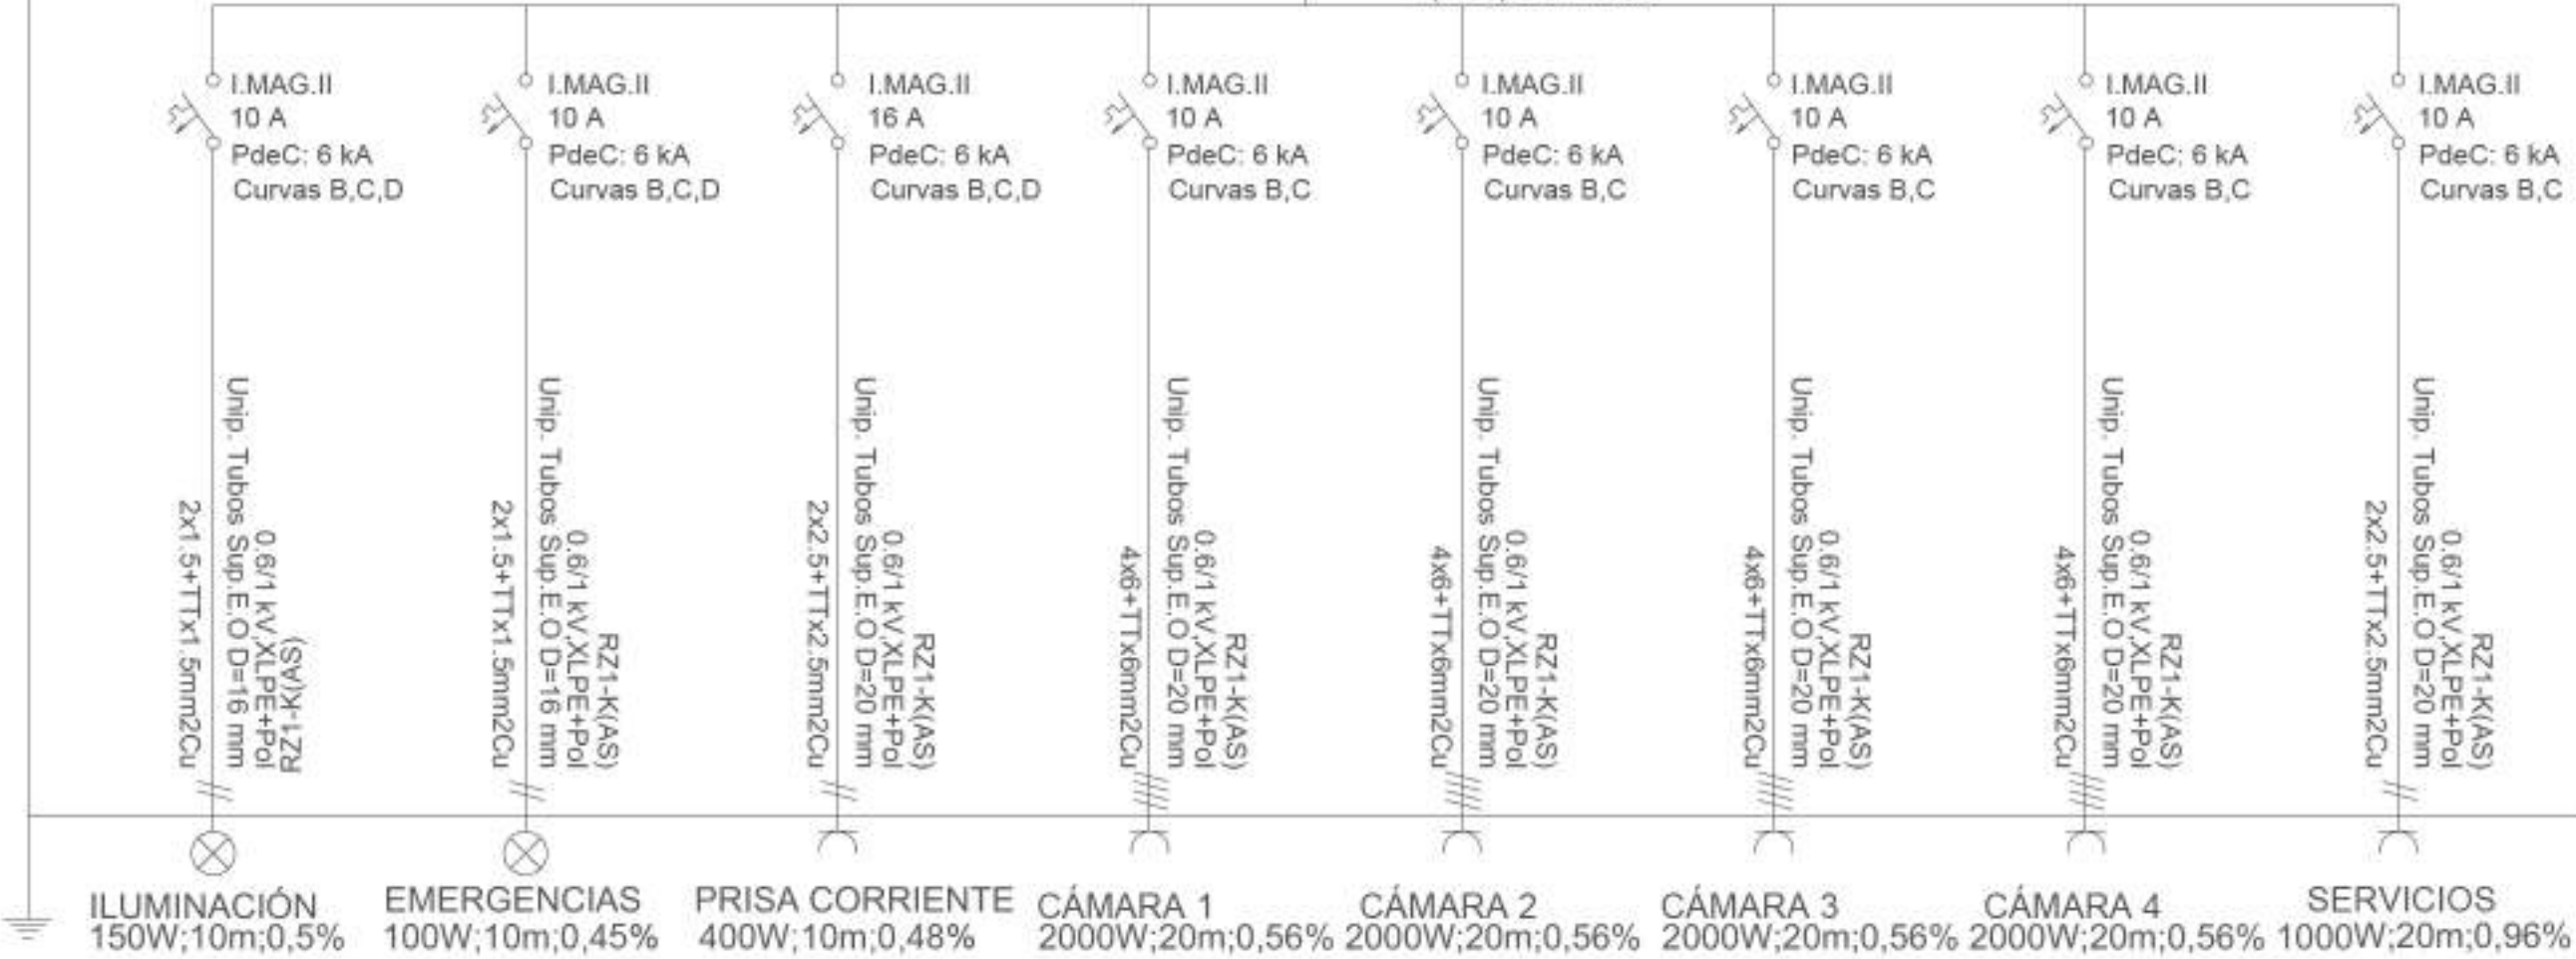 I.MAG.II
10 A
PdeC: 6 kA
Curvas B,C,D
I.MAG.II
10 A
PdeC: 6 kA
Curvas B,C,D
I.MAG.II
16 A
PdeC: 6 kA
Curvas B,C,D
I.MAG.II
10 A
PdeC: 6 kA
Curvas B,C
I.MAG.II
10 A
PdeC: 6 kA
Curvas B,C
I.MAG.II
10 A
PdeC: 6 kA
Curvas B,C
I.MAG.II
10 A
PdeC: 6 kA
Curvas B,C
I.MAG.II
10 A
PdeC: 6 kA
Curvas B,C
2x1.5+TTx1.5mm2Cu
Unip. Tubos Sup.E.O D=16 mm
0.6/1 kV,XLPE+Pol
RZ1-K(AS)
2x1.5+TTx1.5mm2Cu
Unip. Tubos Sup.E.O D=16 mm
0.6/1 kV,XLPE+Pol
RZ1-K(AS)
2x2.5+TTx2.5mm2Cu
Unip. Tubos Sup.E.O D=20 mm
0.6/1 kV,XLPE+Pol
RZ1-K(AS)
4x6+TTx6mm2Cu
Unip. Tubos Sup.E.O D=20 mm
0.6/1 kV,XLPE+Pol
RZ1-K(AS)
4x6+TTx6mm2Cu
Unip. Tubos Sup.E.O D=20 mm
0.6/1 kV,XLPE+Pol
RZ1-K(AS)
4x6+TTx6mm2Cu
Unip. Tubos Sup.E.O D=20 mm
0.6/1 kV,XLPE+Pol
RZ1-K(AS)
4x6+TTx6mm2Cu
Unip. Tubos Sup.E.O D=20 mm
0.6/1 kV,XLPE+Pol
RZ1-K(AS)
2x2.5+TTx2.5mm2Cu
Unip. Tubos Sup.E.O D=20 mm
0.6/1 kV,XLPE+Pol
RZ1-K(AS)
ILUMINACIÓN
150W;10m;0,5%
EMERGENCIAS
100W;10m;0,45%
PRISA CORRIENTE
400W;10m;0,48%
CÁMARA 1
2000W;20m;0,56%
CÁMARA 2
2000W;20m;0,56%
CÁMARA 3
2000W;20m;0,56%
CÁMARA 4
2000W;20m;0,56%
SERVICIOS
1000W;20m;0,96%